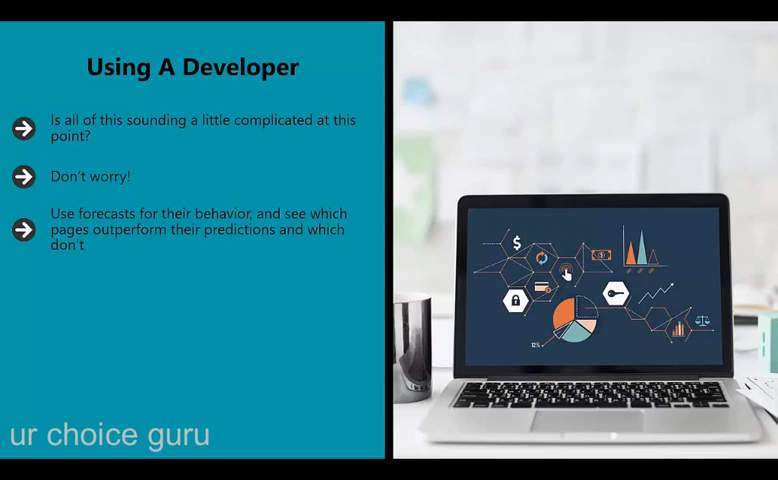 Using A Developer
Is all of this sounding a little complicated at this
point?
Don't worry!
Use forecasts for their behavior, and see which
pages outperform their predictions and which
don't
ur choice guru
$
12%